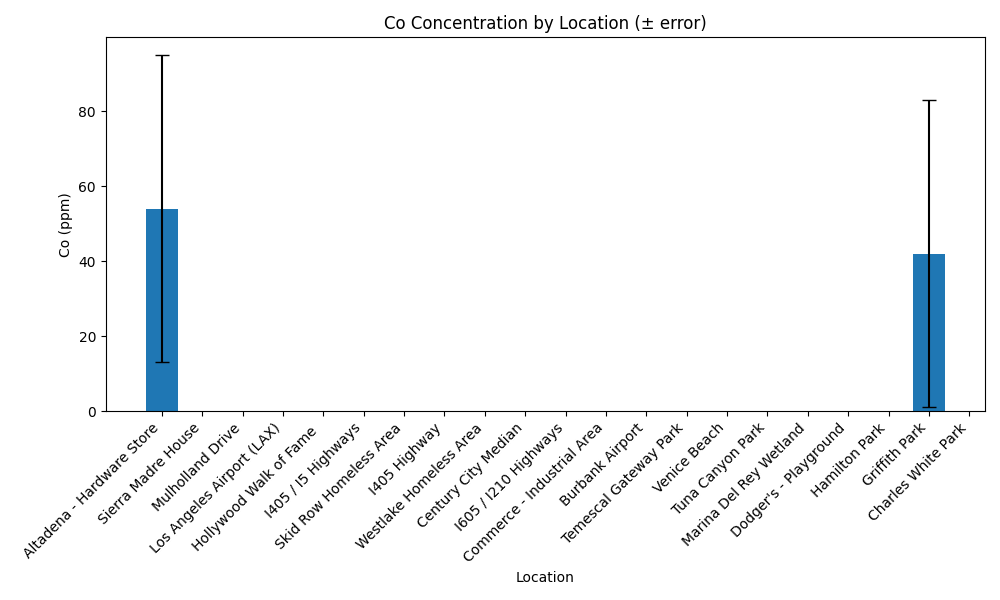 Co Concentration by Location (± error)
Co (ppm)
80
60
40
20
0
Altadena - Hardware Store
Sierra Madre House
Mulholland Drive
Los Angeles Airport (LAX)
Hollywood Walk of Fame
I405 / I5 Highways
Skid Row Homeless Area
I405 Highway
Westlake Homeless Area
Century City Median
I605 / I210 Highways
Commerce - Industrial Area
Burbank Airport
Temescal Gateway Park
Venice Beach
Tuna Canyon Park
Marina Del Rey Wetland
Dodger's - Playground
Hamilton Park
Griffith Park
Charles White Park
Location